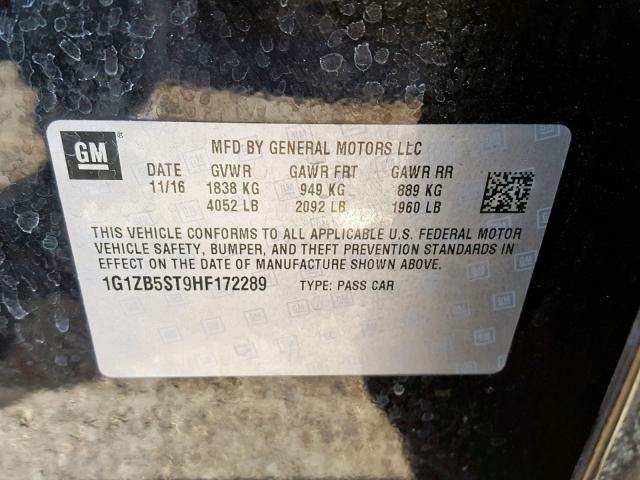 GM ®
MFD BY GENERAL MOTORS LLC
DATE GVWR GAWR FRT GAWR RR
11/16 1838 KG 949 KG 889 KG
4052 LB 2092 LB 1960 LB
THIS VEHICLE CONFORMS TO ALL APPLICABLE U.S. FEDERAL MOTOR
VEHICLE SAFETY, BUMPER, AND THEFT PREVENTION STANDARDS IN
EFFECT ON THE DATE OF MANUFACTURE SHOWN ABOVE.
1G1ZB5ST9HF172289 TYPE: PASS CAR